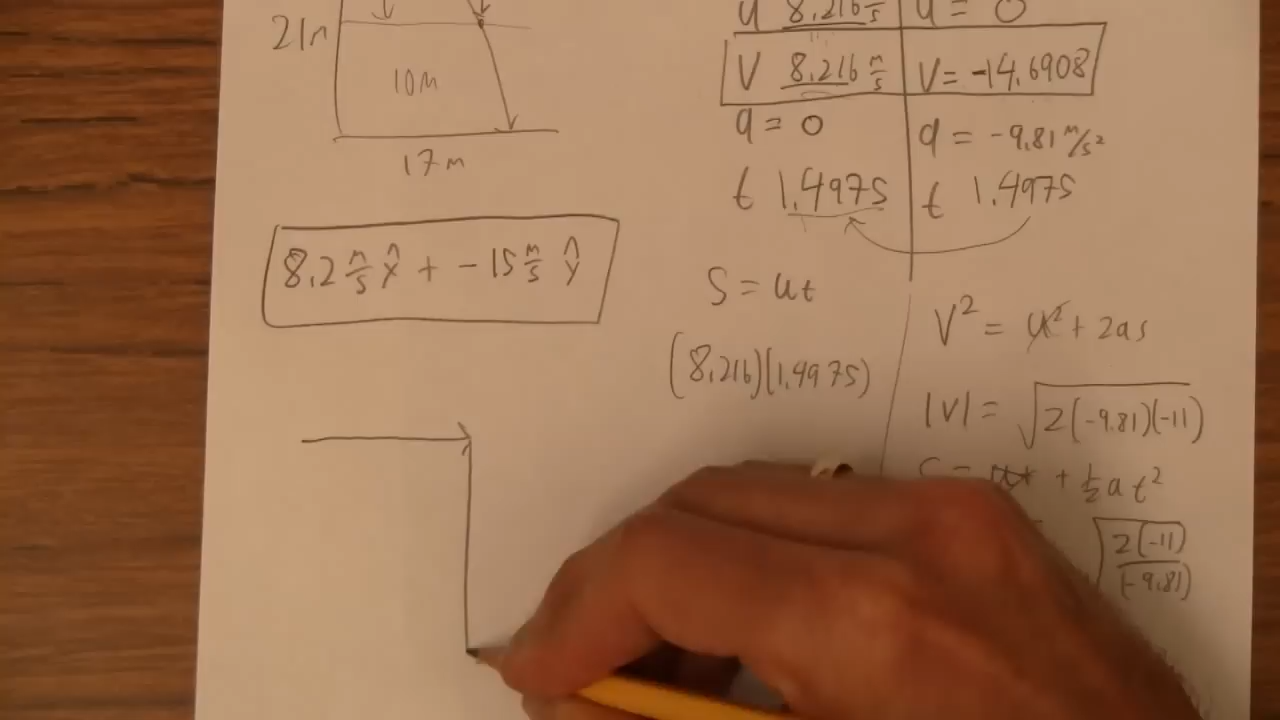 21m
10m
17m
8.2 m/s x̂ + -15 m/s ŷ
u 8.216 m/s u = 0
V 8.216 m/s V = -14.6908
a = 0 a = -9.81 m/s²
t 1.4975 t 1.4975
S = ut
(8.216)(1.4975)
V² = u² + 2as
|V| = √2(-9.81)(-11)
S = ut + ½at²
√2(-11)/(-9.81)